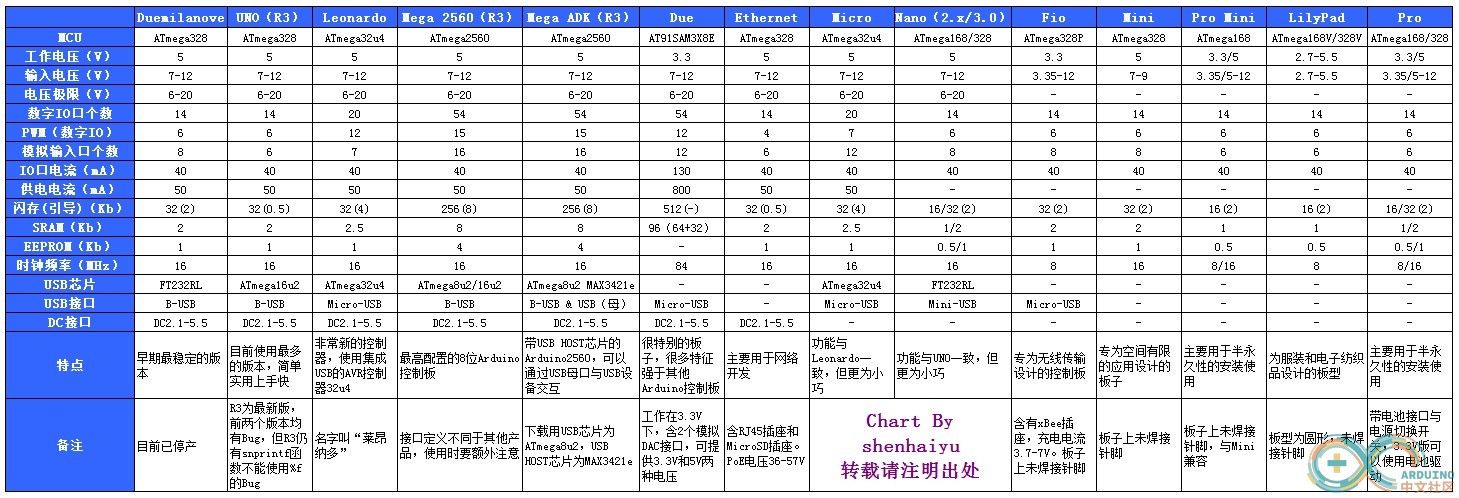 Duemilanove UNO (R3) Leonardo Mega 2560 (R3) Mega ADK (R3) Due Ethernet Micro Nano (2.x/3.0) Fio Mini Pro Mini LilyPad Pro
MCU ATmega328 ATmega328 ATmega32u4 ATmega2560 ATmega2560 AT91SAM3X8E ATmega328 ATmega32u4 ATmega168/328 ATmega328P ATmega328 ATmega168 ATmega168V/328V ATmega168/328
工作电压 (V) 5 5 5 5 5 3.3 5 5 5 3.3 5 3.3/5 2.7-5.5 3.3/5
输入电压 (V) 7-12 7-12 7-12 7-12 7-12 7-12 7-12 7-12 7-12 3.35-12 7-9 3.35/5-12 2.7-5.5 3.35/5-12
电压极限 (V) 6-20 6-20 6-20 6-20 6-20 6-20 6-20 6-20 6-20 - - - - -
数字IO口个数 14 14 20 54 54 54 14 20 14 14 14 14 14 14
PWM (数字IO) 6 6 12 15 15 12 4 7 6 6 6 6 6 6
模拟输入口个数 8 6 7 16 16 12 6 12 8 8 8 6 6 6
IO口电流 (mA) 40 40 40 40 40 130 40 40 40 40 40 40 40 40
供电电流 (mA) 50 50 50 50 50 800 50 50 - - - - - -
闪存(引导) (Kb) 32(2) 32(0.5) 32(4) 256(8) 256(8) 512(-) 32(0.5) 32(4) 16/32(2) 32(2) 32(2) 16(2) 16(2) 16/32(2)
SRAM (Kb) 2 2 2.5 8 8 96 (64+32) 2 2.5 1/2 2 2 1 1 1/2
EEPROM (Kb) 1 1 1 4 4 - 1 1 0.5/1 1 1 0.5 0.5 0.5/1
时钟频率 (MHz) 16 16 16 16 16 84 16 16 16 8 16 8/16 8 8/16
USB芯片 FT232RL ATmega16u2 ATmega32u4 ATmega8u2/16u2 ATmega8u2 MAX3421e - - ATmega32u4 FT232RL - - - - -
USB接口 B-USB B-USB Micro-USB B-USB B-USB & USB (母) Micro-USB - Micro-USB Mini-USB Micro-USB - - - -
DC接口 DC2.1-5.5 DC2.1-5.5 DC2.1-5.5 DC2.1-5.5 DC2.1-5.5 DC2.1-5.5 DC2.1-5.5 - - - - - - -
特点
早期最稳定的版
本
目前使用最多
的版本，简单
实用上手快
非常新的控制
器，使用集成
USB的AVR控制
器32u4
最高配置的8位Arduino
控制板
带USB HOST芯片的
Arduino2560，可以
通过USB母口与USB设
备交互
很特别的板
子，很多特征
强于其他
Arduino控制板
主要用于网络
开发
功能与
Leonardo一
致，但更为小
巧
功能与UNO一致，但
更为小巧
专为无线传输
设计的控制板
专为空间有限
的应用设计的
板子
主要用于半永
久性的安装使
用
为服装和电子纺织
品设计的板型
主要用于半永
久性的安装使
用
备注
目前已停产
R3为最新版，
前两个版本均
有Bug，但R3仍
有snprintf函
数不能使用%f
的Bug
名字叫“莱昂
纳多”
接口定义不同于其他产
品，使用时要额外注意
下载用USB芯片为
ATmega8u2，USB
HOST芯片为MAX3421e
工作在3.3V
下，含2个模拟
DAC接口，可提
供3.3V和5V两
种电压
含RJ45插座和
MicroSD插座。
PoE电压36-57V
Chart By
shenhaiyu
转载请注明出处
含有xBee插
座，充电电流
3.7-7V。板子
上未焊接针脚
板子上未焊接
针脚
板子上未焊接
针脚，与Mini
兼容
板型为圆形，未焊
接针脚
带电池接口与
电源切换开
关，3.3V版可
以使用电池驱
动
ARDUINO
中文社区